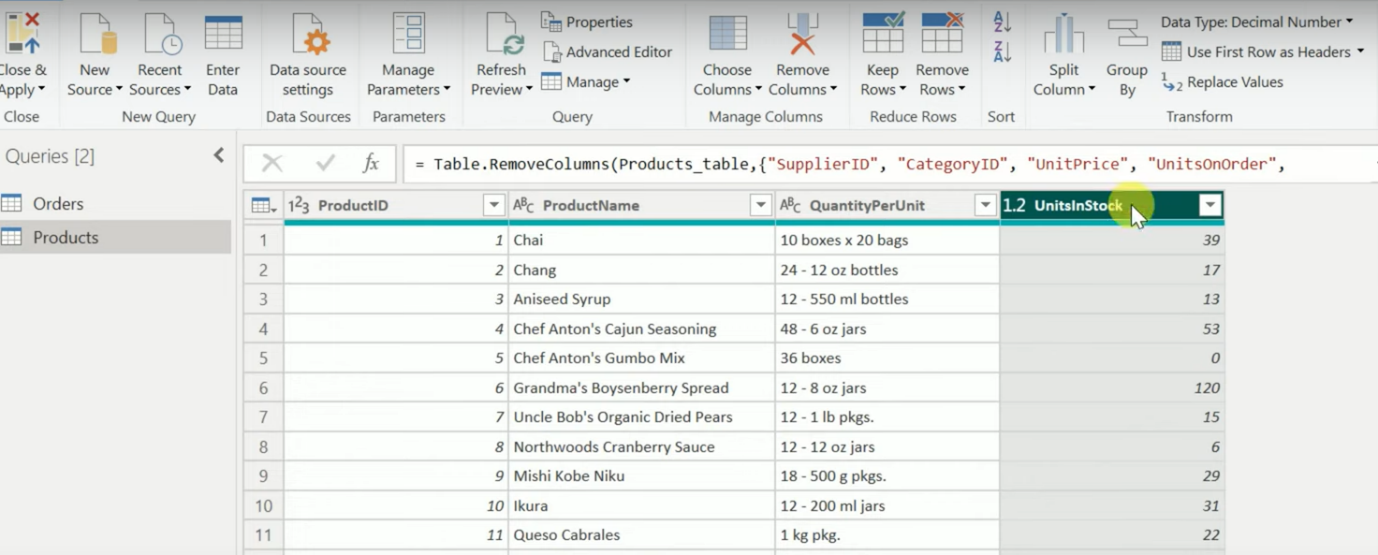 Close & Apply
New Source
Recent Sources
Enter Data
Data source settings
Manage Parameters
Refresh Preview
Properties
Advanced Editor
Manage
Choose Columns
Remove Columns
Keep Rows
Remove Rows
A Z
Z A
Split Column
Group By
Data Type: Decimal Number
Use First Row as Headers
1 2 Replace Values
Close
New Query
Data Sources
Parameters
Query
Manage Columns
Reduce Rows
Sort
Transform
Queries [2]
Orders
Products
fx = Table.RemoveColumns(Products_table,{"SupplierID", "CategoryID", "UnitPrice", "UnitsOnOrder",
123 ProductID ABC ProductName ABC QuantityPerUnit 1.2 UnitsInStock
1 1 Chai 10 boxes x 20 bags 39
2 2 Chang 24 - 12 oz bottles 17
3 3 Aniseed Syrup 12 - 550 ml bottles 13
4 4 Chef Anton's Cajun Seasoning 48 - 6 oz jars 53
5 5 Chef Anton's Gumbo Mix 36 boxes 0
6 6 Grandma's Boysenberry Spread 12 - 8 oz jars 120
7 7 Uncle Bob's Organic Dried Pears 12 - 1 lb pkgs. 15
8 8 Northwoods Cranberry Sauce 12 - 12 oz jars 6
9 9 Mishi Kobe Niku 18 - 500 g pkgs. 29
10 10 Ikura 12 - 200 ml jars 31
11 11 Queso Cabrales 1 kg pkg. 22